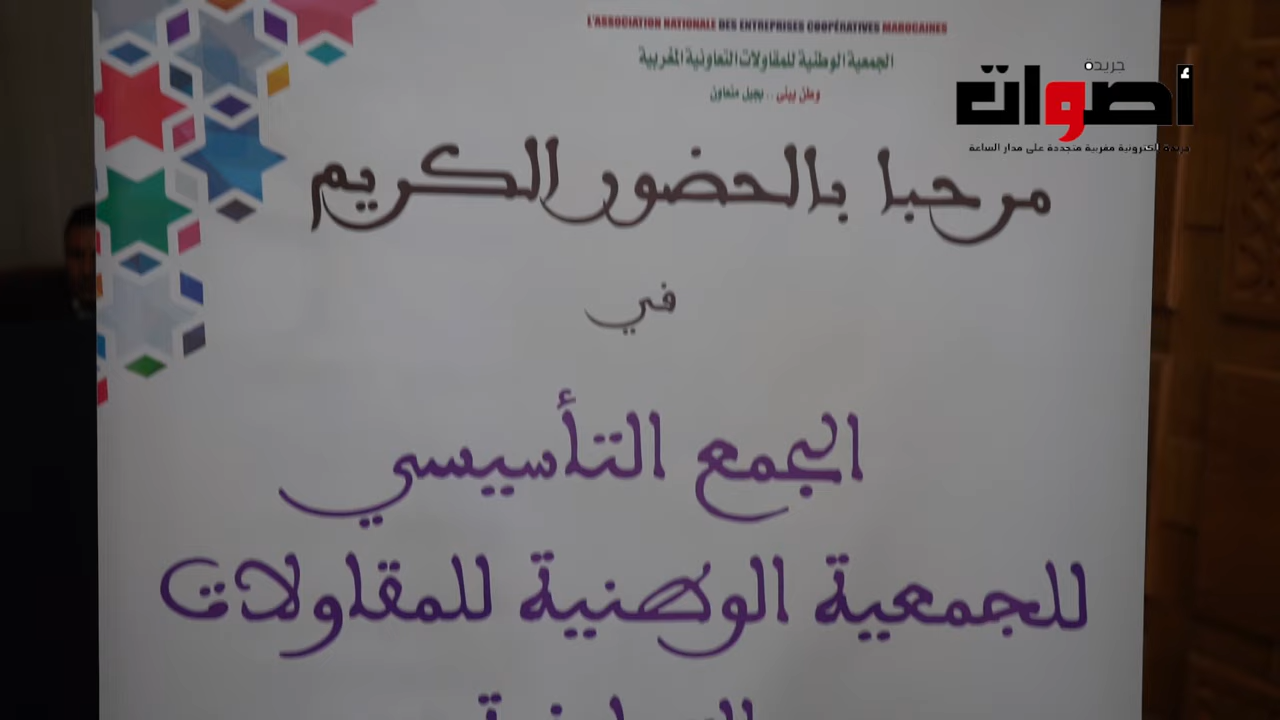 L'ASSOCIATION NATIONALE DES ENTREPRISES COOPÉRATIVES MAROCAINES
الجمعية الوطنية للمقاولات التعاونية المغربية
وطن يبنى .. بجيل متعاون
جريدة
أصوات
جريدة إلكترونية مغربية متجددة على مدار الساعة
مرحبا بالحضور الكريم
في
الجمع التأسيسي
للجمعية الوطنية للمقاولات